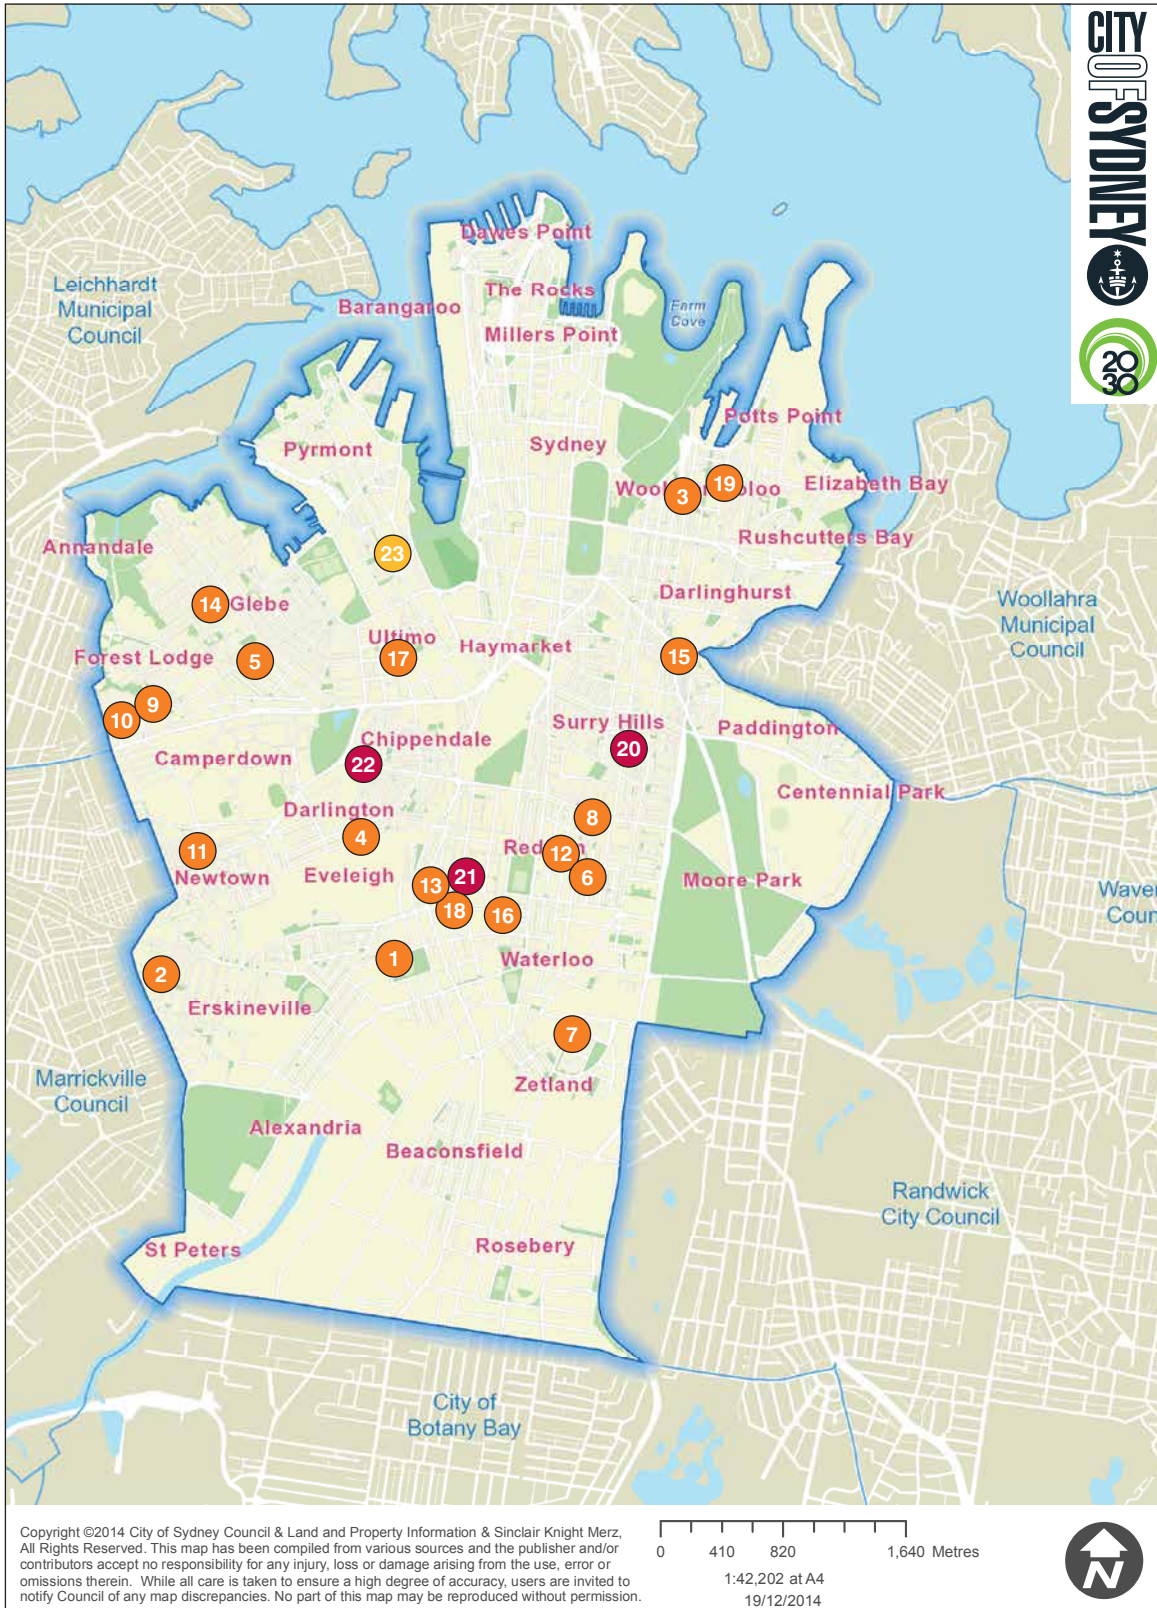 CITYOFSYDNEY
2030
Dawes Point
Leichhardt
Municipal
Council
The Rocks
Barangaroo
Farm
Cove
Millers Point
Potts Point
Pyrmont
Sydney
19
3
Elizabeth Bay
Rushcutters Bay
Annandale
23
Darlinghurst
Woollahra
Municipal
Council
14
Glebe
Ultimo
Haymarket
Forest Lodge
5
17
15
9
10
Surry Hills
Paddington
Chippendale
20
Camperdown
22
Centennial Park
Darlington
8
4
11
12
Newtown
Eveleigh
13
21
6
Moore Park
18
16
1
Waterloo
2
Erskineville
7
Zetland
Marrickville
Council
Alexandria
Beaconsfield
Randwick
City Council
St Peters
Rosebery
City of
Botany Bay
Copyright ©2014 City of Sydney Council & Land and Property Information & Sinclair Knight Merz,
All Rights Reserved. This map has been compiled from various sources and the publisher and/or
contributors accept no responsibility for any injury, loss or damage arising from the use, error or
omissions therein. While all care is taken to ensure a high degree of accuracy, users are invited to
notify Council of any map discrepancies. No part of this map may be reproduced without permission.
0 410 820 1,640 Metres
1:42,202 at A4
19/12/2014
N